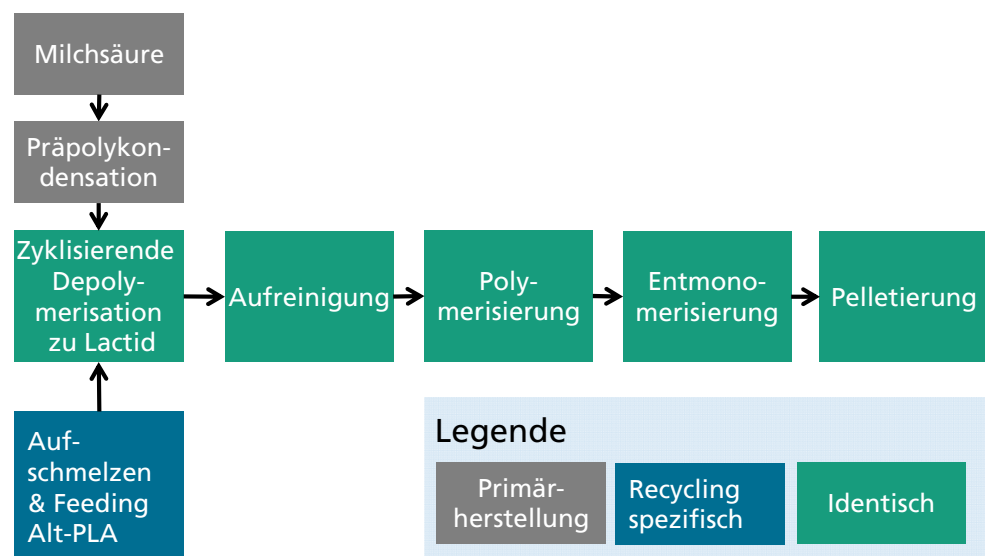 Milchsäure
Präpolykon-
densation
Zyklisierende
Depoly-
merisation
zu Lactid
Aufreinigung
Poly-
merisierung
Entmono-
merisierung
Pelletierung
Auf-
schmelzen
& Feeding
Alt-PLA
Legende
Primär-
herstellung
Recycling
spezifisch
Identisch